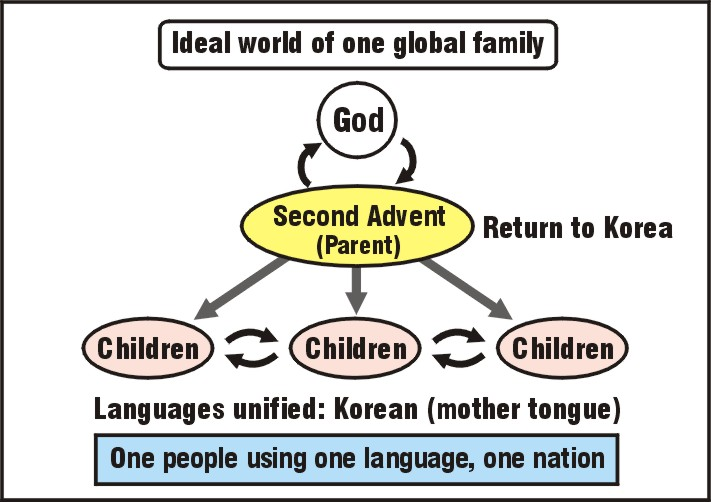 Ideal world of one global family
God
Second Advent
(Parent)
Return to Korea
Children
Children
Children
Languages unified: Korean (mother tongue)
One people using one language, one nation